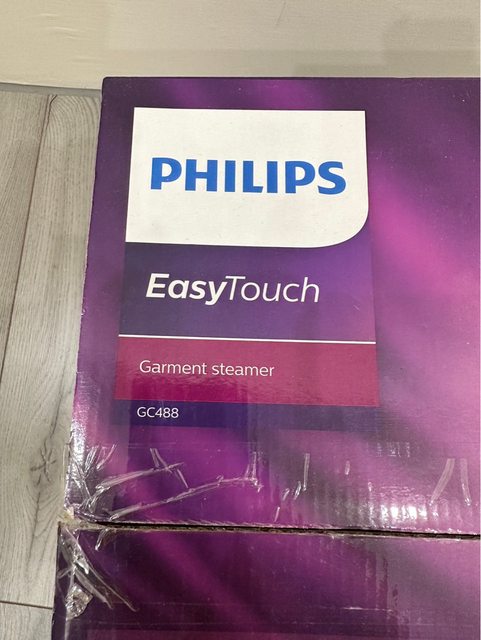 PHILIPS
EasyTouch
Garment steamer
GC488